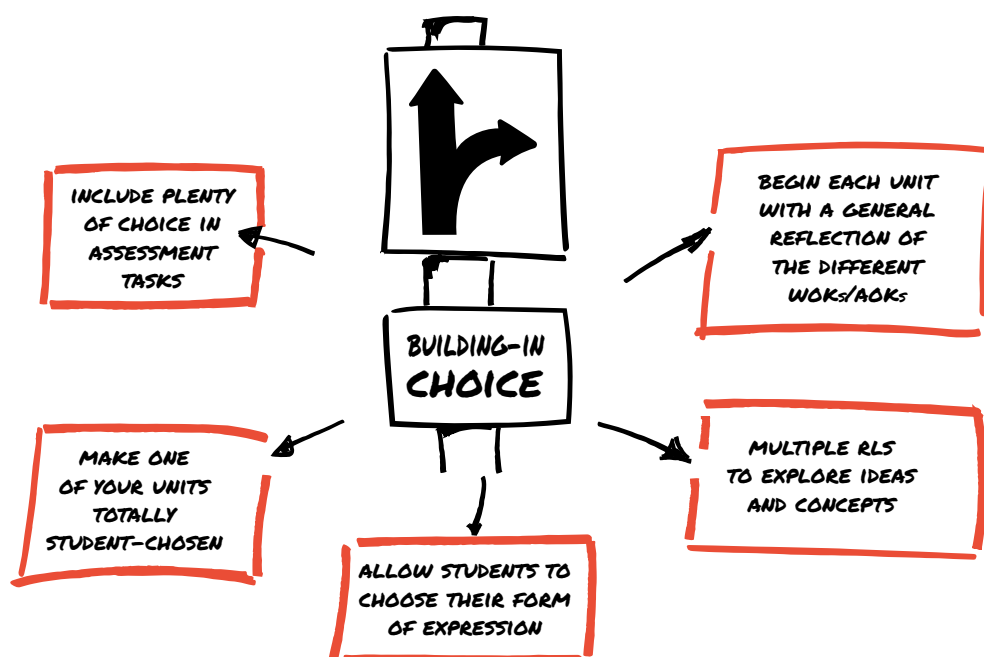 INCLUDE PLENTY
OF CHOICE IN
ASSESSMENT
TASKS
BEGIN EACH UNIT
WITH A GENERAL
REFLECTION OF
THE DIFFERENT
WOKs/AOKs
BUILDING-IN
CHOICE
MAKE ONE
OF YOUR UNITS
TOTALLY
STUDENT-CHOSEN
MULTIPLE RLS
TO EXPLORE IDEAS
AND CONCEPTS
ALLOW STUDENTS TO
CHOOSE THEIR FORM
OF EXPRESSION